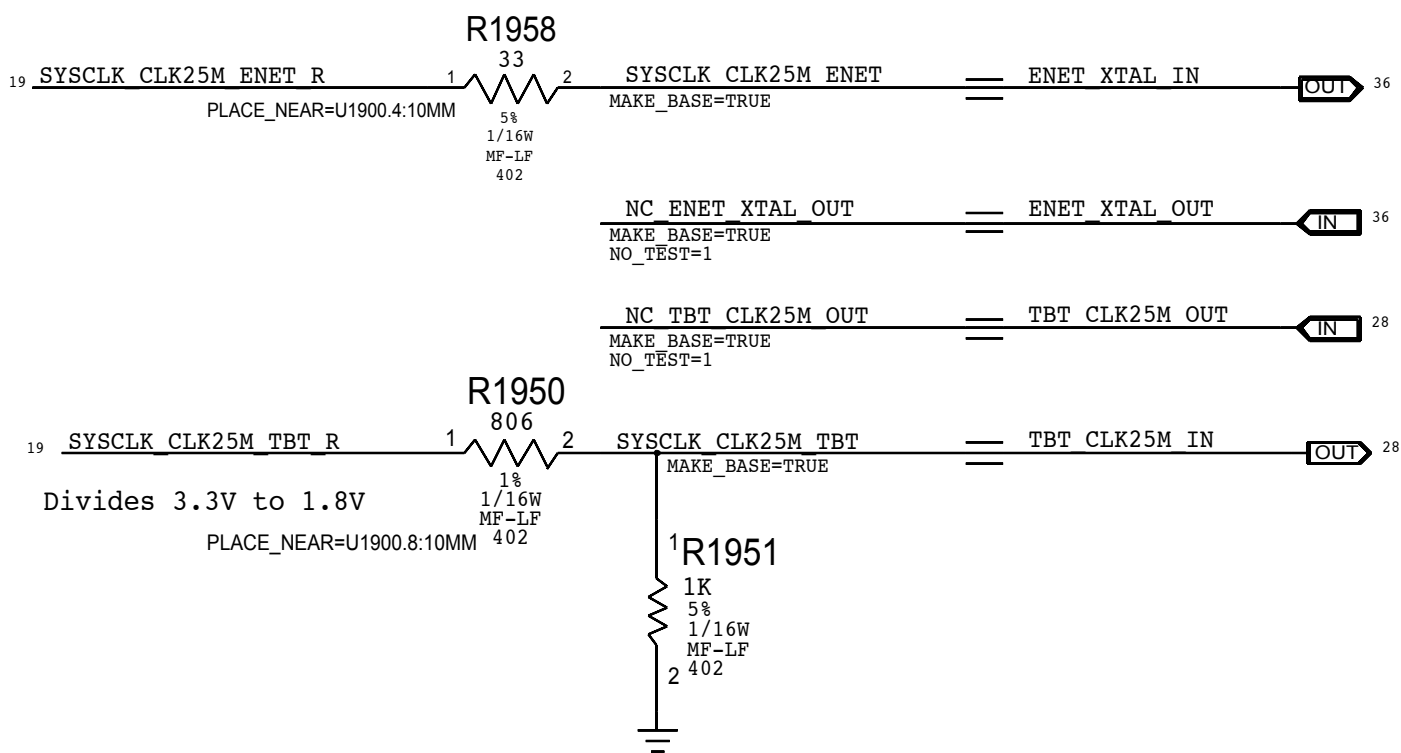 R1958
33
19 SYSCLK_CLK25M_ENET_R 1 2 SYSCLK_CLK25M_ENET ENET_XTAL_IN OUT 36
PLACE_NEAR=U1900.4:10MM
MAKE_BASE=TRUE
5%
1/16W
MF-LF
402
NC_ENET_XTAL_OUT ENET_XTAL_OUT IN 36
MAKE_BASE=TRUE
NO_TEST=1
NC_TBT_CLK25M_OUT TBT_CLK25M_OUT IN 28
MAKE_BASE=TRUE
NO_TEST=1
R1950
806
19 SYSCLK_CLK25M_TBT_R 1 2 SYSCLK_CLK25M_TBT TBT_CLK25M_IN OUT 28
MAKE_BASE=TRUE
1%
1/16W
MF-LF
402
Divides 3.3V to 1.8V
PLACE_NEAR=U1900.8:10MM
1 R1951
1K
5%
1/16W
MF-LF
2 402